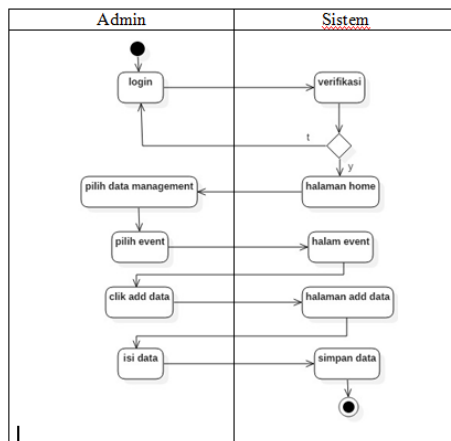 Admin
Sistem
login
verifikasi
t
y
pilih data management
halaman home
pilih event
halam event
clik add data
halaman add data
isi data
simpan data